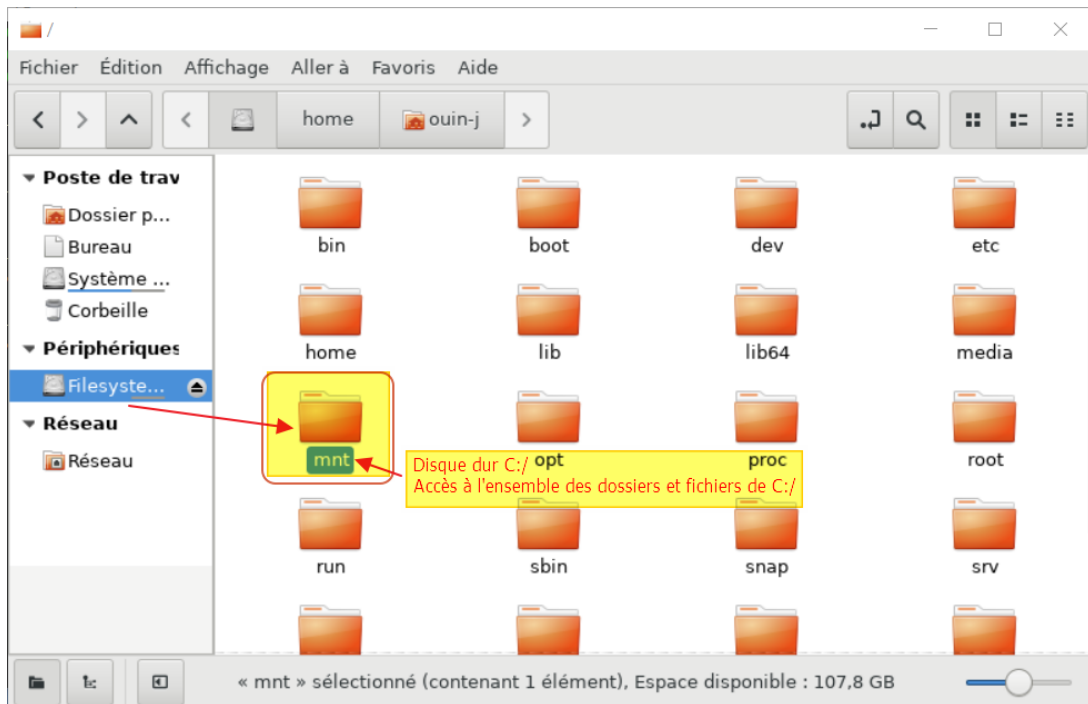 /
Fichier Édition Affichage Aller à Favoris Aide
home ouin-j
Poste de trav
Dossier p...
Bureau
Système ...
Corbeille
Périphériques
Filesyste...
Réseau
Réseau
bin boot dev etc
home lib lib64 media
mnt opt proc root
Disque dur C:/
Accès à l'ensemble des dossiers et fichiers de C:/
run sbin snap srv
« mnt » sélectionné (contenant 1 élément), Espace disponible : 107,8 GB